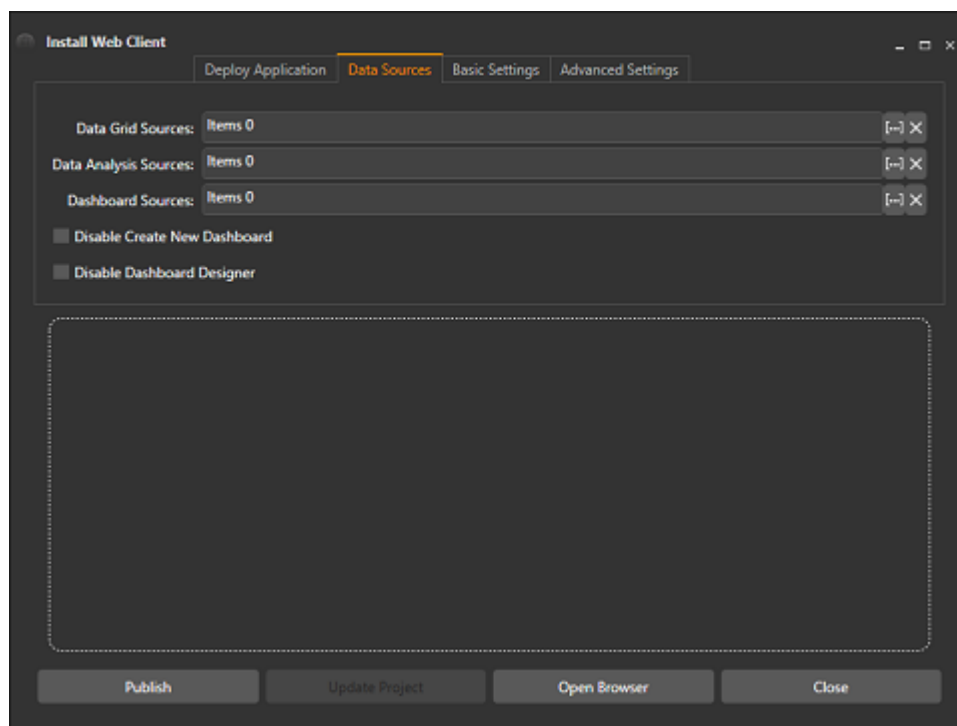 Install Web Client
Deploy Application Data Sources Basic Settings Advanced Settings
Data Grid Sources: Items 0 [...]
Data Analysis Sources: Items 0 [...]
Dashboard Sources: Items 0 [...]
Disable Create New Dashboard
Disable Dashboard Designer
Publish Update Project Open Browser Close